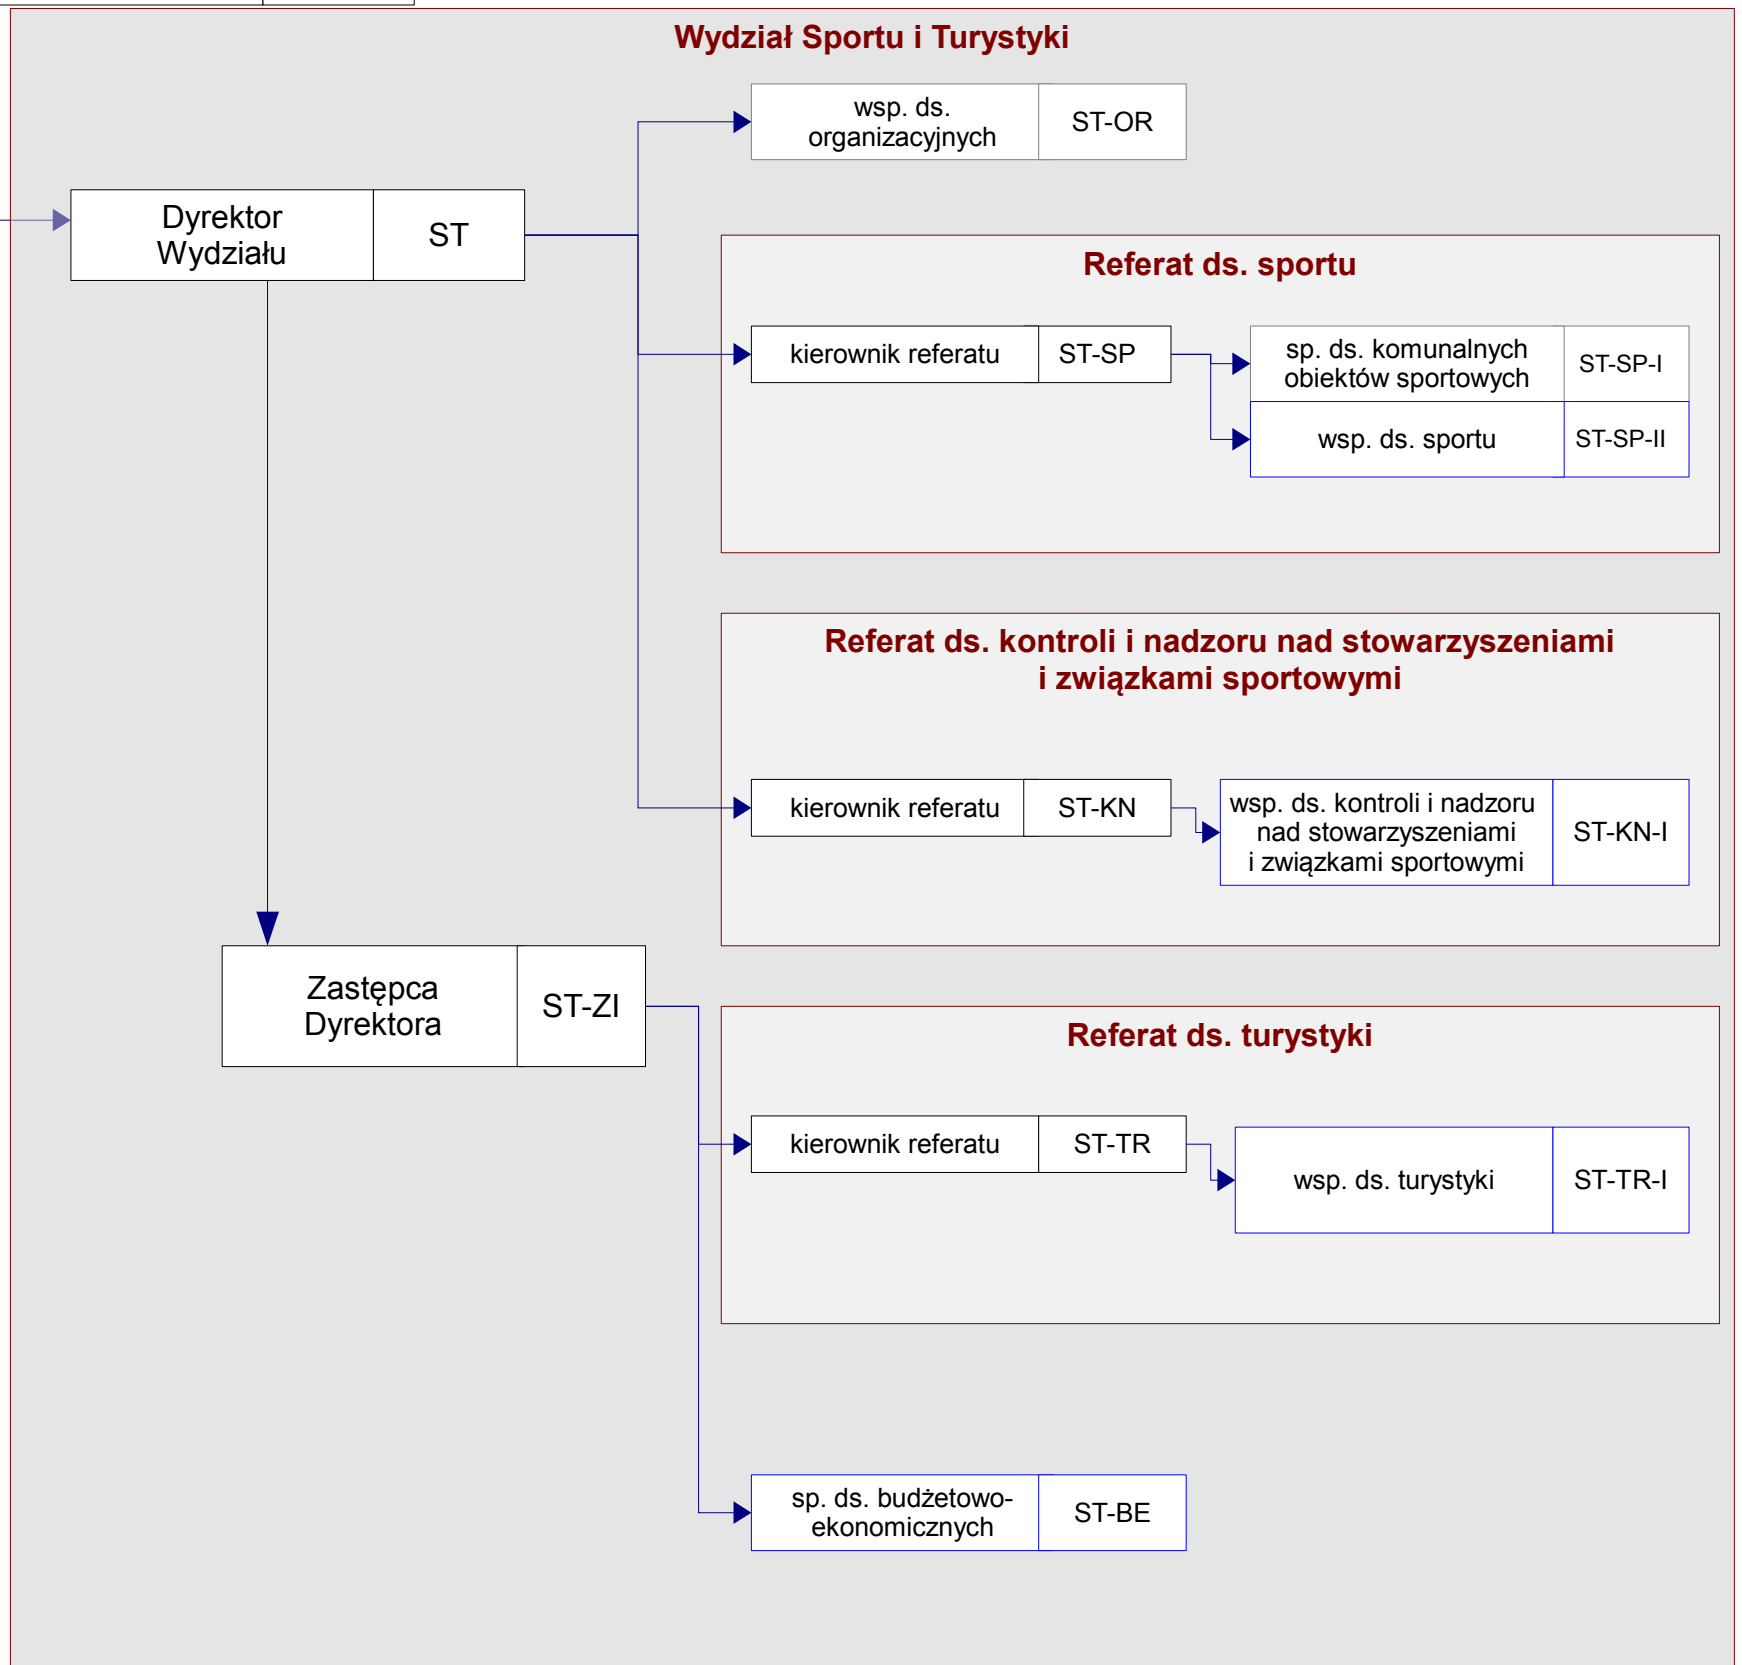 Wydział Sportu i Turystyki
wsp. ds.
organizacyjnych
ST-OR
Dyrektor
Wydziału
ST
Referat ds. sportu
kierownik referatu
ST-SP
sp. ds. komunalnych
obiektów sportowych
ST-SP-I
wsp. ds. sportu
ST-SP-II
Referat ds. kontroli i nadzoru nad stowarzyszeniami
i związkami sportowymi
kierownik referatu
ST-KN
wsp. ds. kontroli i nadzoru
nad stowarzyszeniami
i związkami sportowymi
ST-KN-I
Zastępca
Dyrektora
ST-ZI
Referat ds. turystyki
kierownik referatu
ST-TR
wsp. ds. turystyki
ST-TR-I
sp. ds. budżetowo-
ekonomicznych
ST-BE